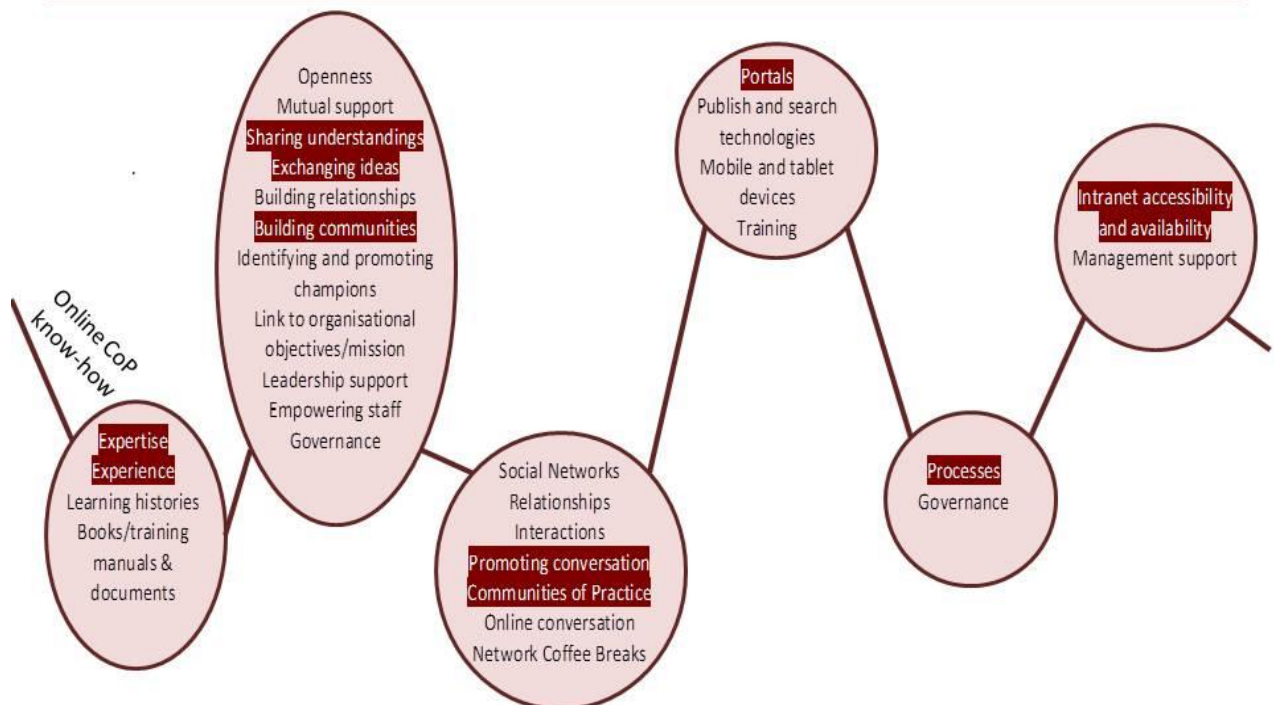 Online CoP
know-how
Expertise
Experience
Learning histories
Books/training
manuals &
documents
Openness
Mutual support
Sharing understandings
Exchanging ideas
Building relationships
Building communities
Identifying and promoting
champions
Link to organisational
objectives/mission
Leadership support
Empowering staff
Governance
Social Networks
Relationships
Interactions
Promoting conversation
Communities of Practice
Online conversation
Network Coffee Breaks
Portals
Publish and search
technologies
Mobile and tablet
devices
Training
Processes
Governance
Intranet accessibility
and availability
Management support